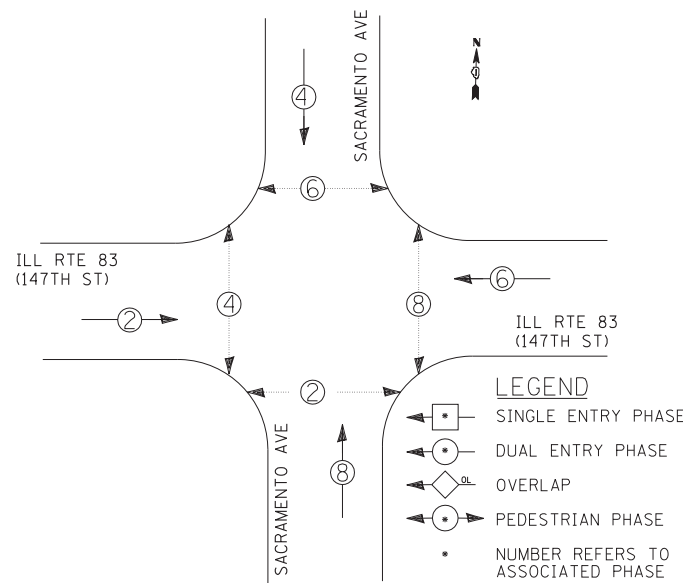 N
4
SACRAMENTO AVE
6
ILL RTE 83
(147TH ST)
4
8
6
2
ILL RTE 83
(147TH ST)
2
8
SACRAMENTO AVE
LEGEND
* SINGLE ENTRY PHASE
* DUAL ENTRY PHASE
OL OVERLAP
* PEDESTRIAN PHASE
* NUMBER REFERS TO
ASSOCIATED PHASE